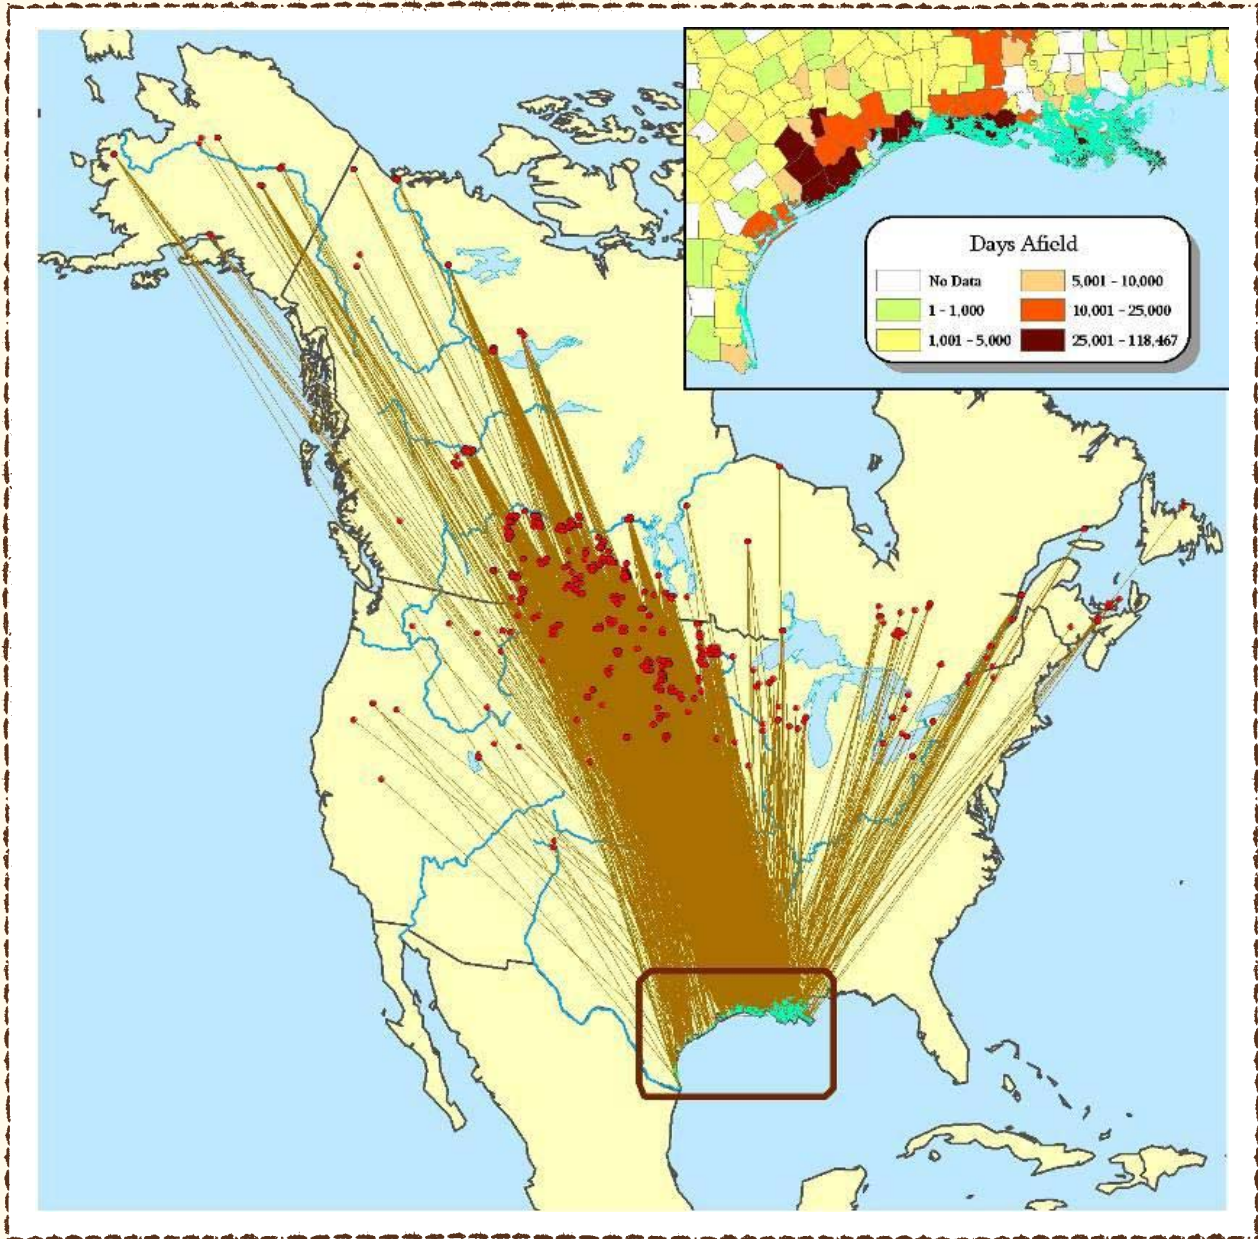 Days Afield
No Data
1 - 1,000
1,001 - 5,000
5,001 - 10,000
10,001 - 25,000
25,001 - 118,467